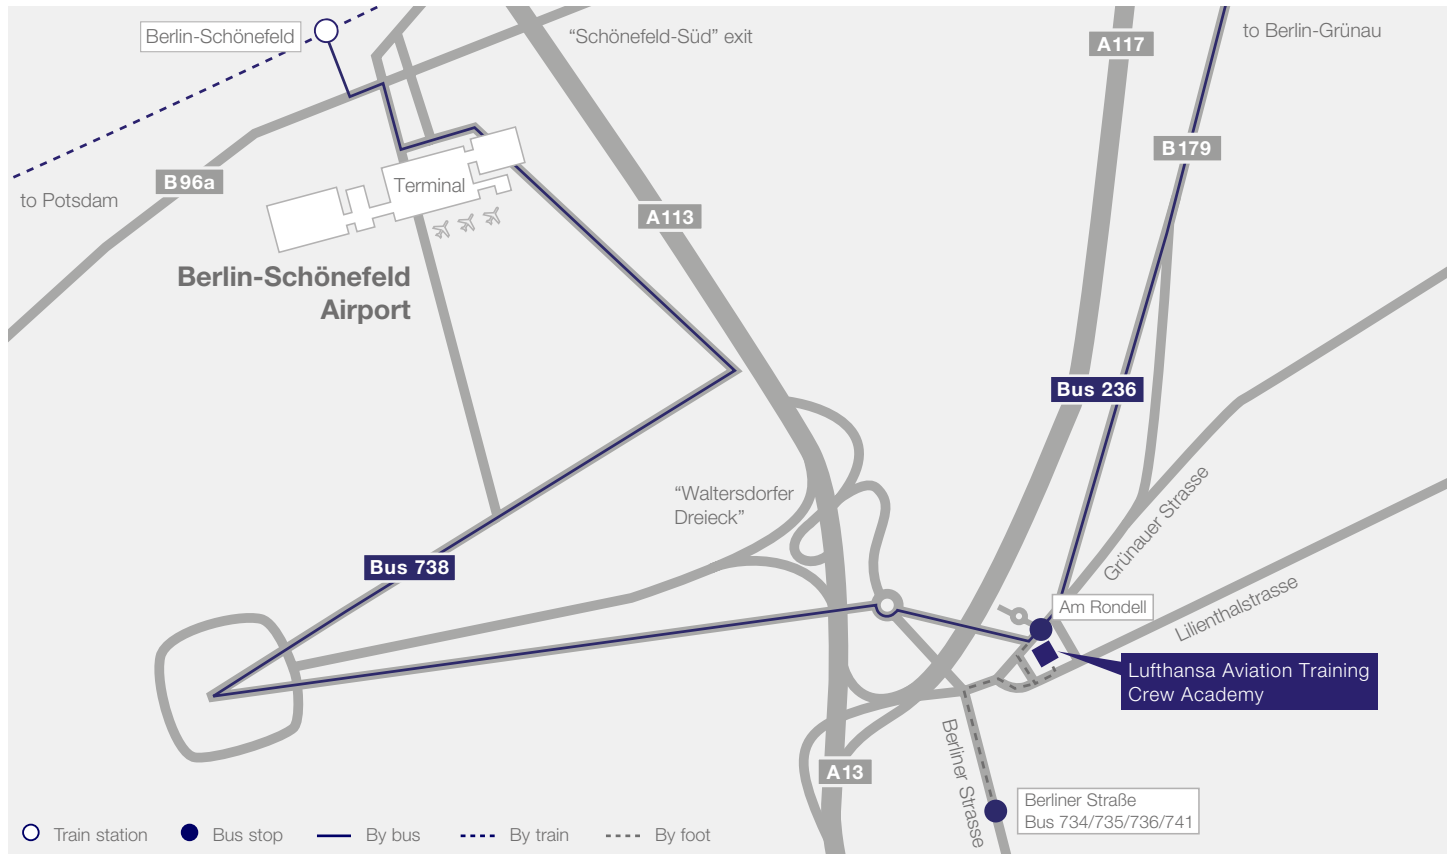 Berlin-Schönefeld
“Schönefeld-Süd” exit
A117
to Berlin-Grünau
B179
B96a
to Potsdam
Terminal
A113
Berlin-Schönefeld
Airport
Bus 236
“Waltersdorfer
Dreieck”
Grünauer Strasse
Bus 738
Am Rondell
Lilienthalstrasse
Lufthansa Aviation Training
Crew Academy
Berliner Strasse
A13
Berliner Straße
Bus 734/735/736/741
Train station
Bus stop
By bus
By train
By foot